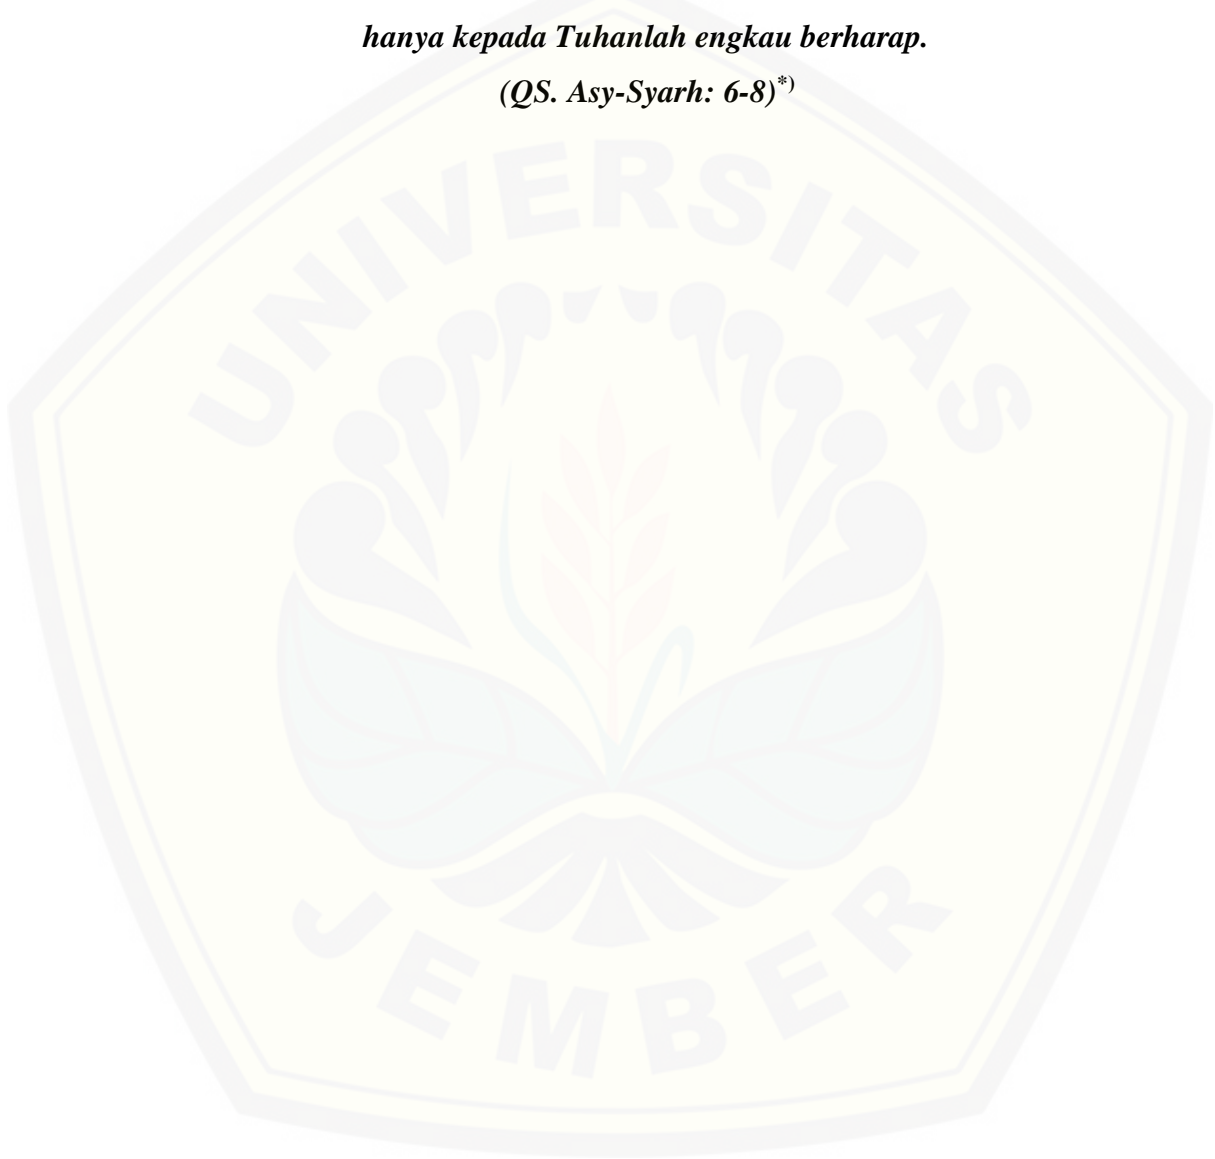 hanya kepada Tuhanlah engkau berharap.
(QS. Asy-Syarh: 6-8)*)
UNIVERSITAS
JEMBER